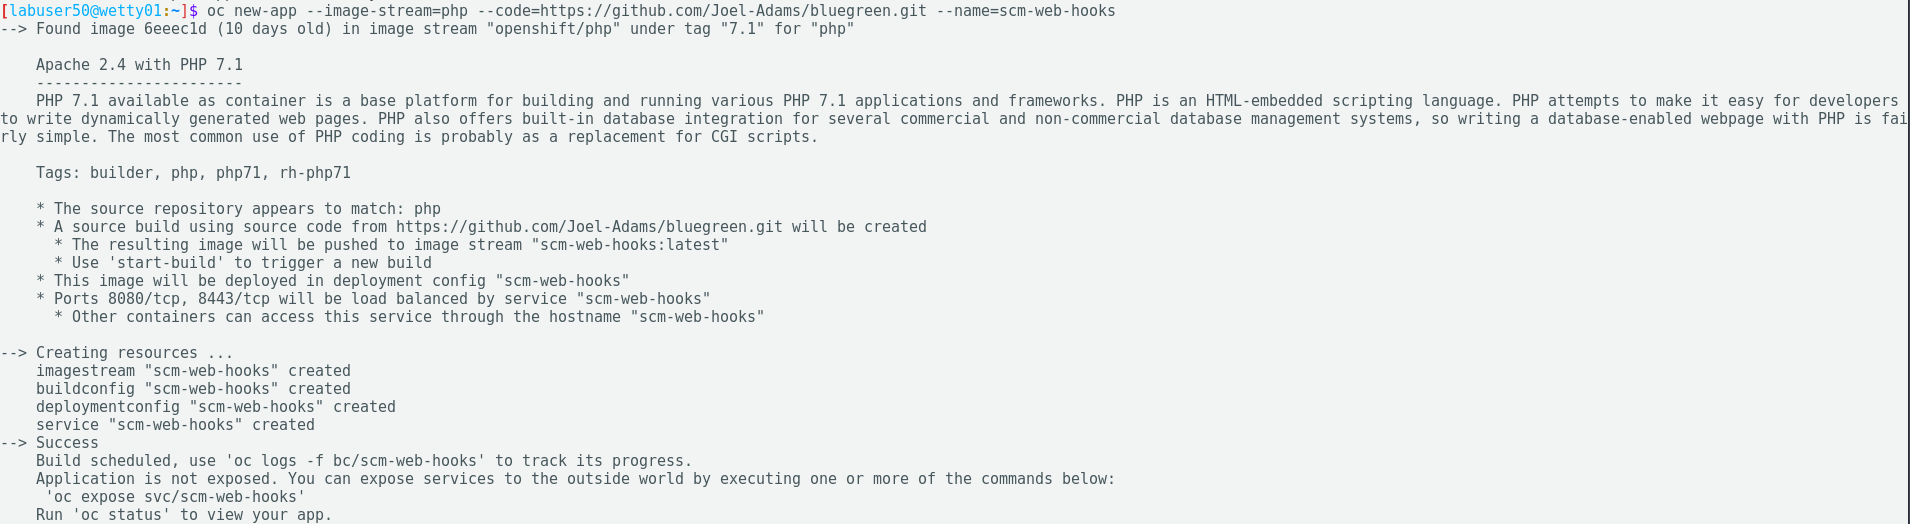 [labuser50@wetty01:~]$ oc new-app --image-stream=php --code=https://github.com/Joel-Adams/bluegreen.git --name=scm-web-hooks
--> Found image 6eeec1d (10 days old) in image stream "openshift/php" under tag "7.1" for "php"
Apache 2.4 with PHP 7.1
-----------------------
PHP 7.1 available as container is a base platform for building and running various PHP 7.1 applications and frameworks. PHP is an HTML-embedded scripting language. PHP attempts to make it easy for developers
to write dynamically generated web pages. PHP also offers built-in database integration for several commercial and non-commercial database management systems, so writing a database-enabled webpage with PHP is fai
rly simple. The most common use of PHP coding is probably as a replacement for CGI scripts.
Tags: builder, php, php71, rh-php71
* The source repository appears to match: php
* A source build using source code from https://github.com/Joel-Adams/bluegreen.git will be created
* The resulting image will be pushed to image stream "scm-web-hooks:latest"
* Use 'start-build' to trigger a new build
* This image will be deployed in deployment config "scm-web-hooks"
* Ports 8080/tcp, 8443/tcp will be load balanced by service "scm-web-hooks"
* Other containers can access this service through the hostname "scm-web-hooks"
--> Creating resources ...
imagestream "scm-web-hooks" created
buildconfig "scm-web-hooks" created
deploymentconfig "scm-web-hooks" created
service "scm-web-hooks" created
--> Success
Build scheduled, use 'oc logs -f bc/scm-web-hooks' to track its progress.
Application is not exposed. You can expose services to the outside world by executing one or more of the commands below:
'oc expose svc/scm-web-hooks'
Run 'oc status' to view your app.